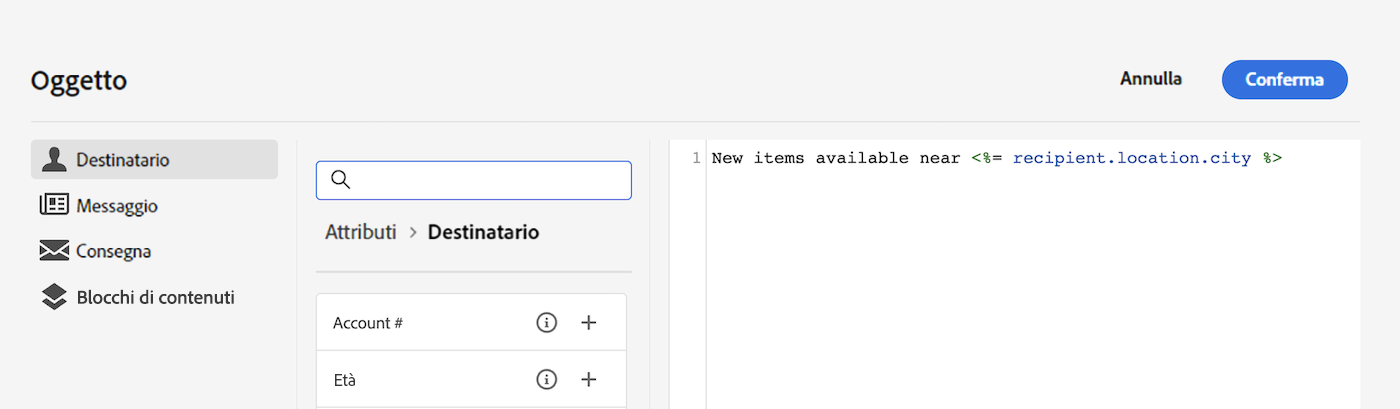 Oggetto
Annulla
Conferma
Destinatario
Messaggio
Consegna
Blocchi di contenuti
Attributi > Destinatario
Account #
Età
1 New items available near <%= recipient.location.city %>